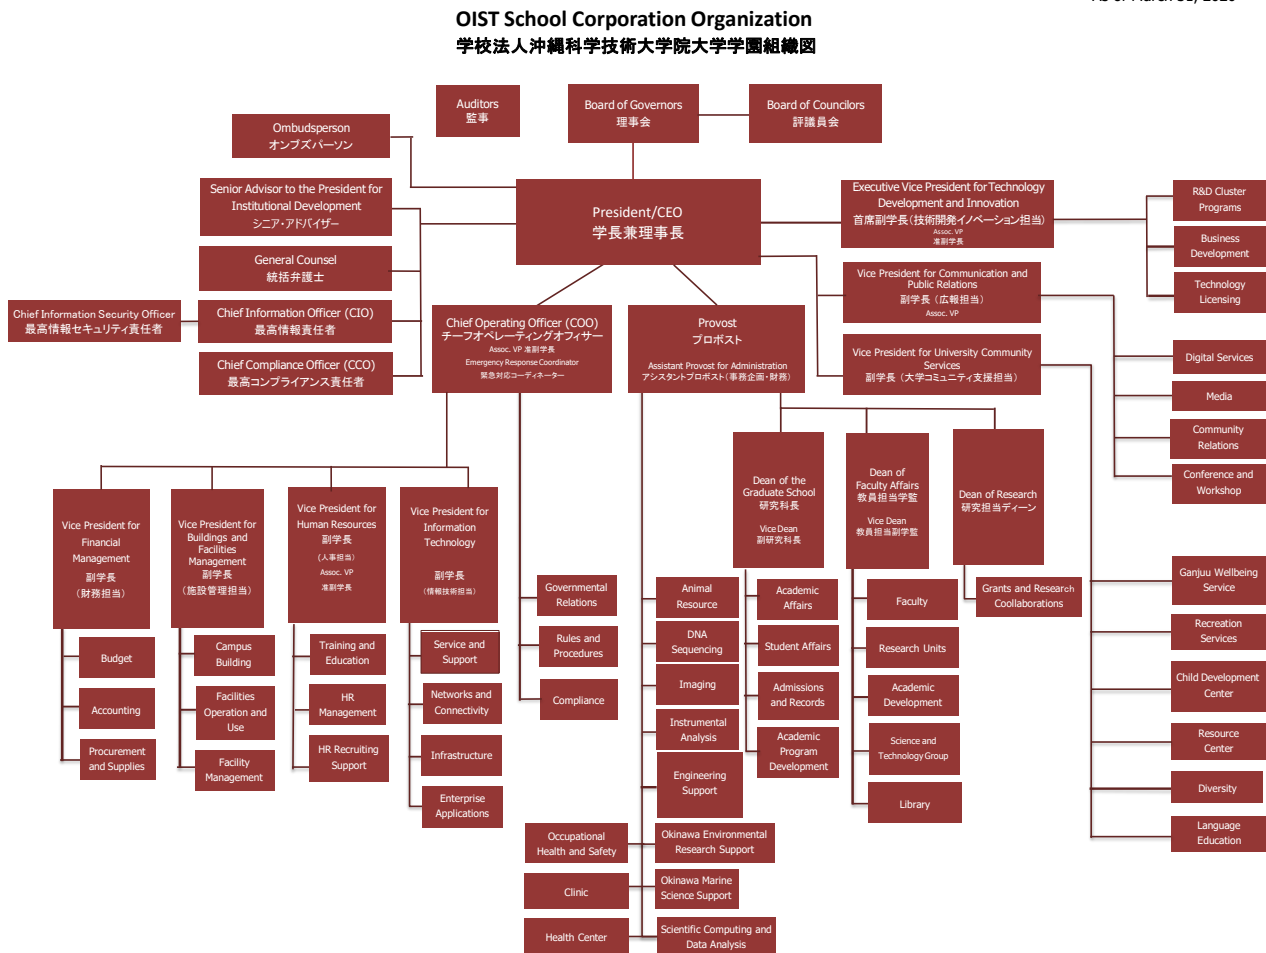 OIST School Corporation Organization
学校法人沖縄科学技術大学院大学学園組織図
Auditors
監事
Board of Governors
理事会
Board of Councilors
評議員会
Ombudsperson
オンブズパーソン
Senior Advisor to the President for
Institutional Development
シニア・アドバイザー
President/CEO
学長兼理事長
Executive Vice President for Technology
Development and Innovation
首席副学長(技術開発イノベーション担当)
Assoc. VP
准副学長
R&D Cluster
Programs
Business
Development
Technology
Licensing
General Counsel
統括弁護士
Vice President for Communication and
Public Relations
副学長(広報担当)
Assoc. VP
Chief Information Security Officer
最高情報セキュリティ責任者
Chief Information Officer (CIO)
最高情報責任者
Chief Compliance Officer (CCO)
最高コンプライアンス責任者
Chief Operating Officer (COO)
チーフオペレーティングオフィサー
Assoc. VP 准副学長
Emergency Response Coordinator
緊急対応コーディネーター
Provost
プロボスト
Assistant Provost for Administration
アシスタントプロボスト(事務企画・財務)
Vice President for University Community
Services
副学長(大学コミュニティ支援担当)
Digital Services
Media
Community
Relations
Conference and
Workshop
Vice President for
Financial
Management
副学長
(財務担当)
Vice President for
Buildings and
Facilities
Management
副学長
(施設管理担当)
Vice President for
Human Resources
副学長
(人事担当)
Assoc. VP
准副学長
Vice President for
Information
Technology
副学長
(情報技術担当)
Dean of the
Graduate School
研究科長
Vice Dean
副研究科長
Dean of
Faculty Affairs
教員担当学監
Vice Dean
教員担当副学監
Dean of Research
研究担当ディーン
Budget
Accounting
Procurement
and Supplies
Campus
Building
Facilities
Operation and
Use
Facility
Management
Training and
Education
HR
Management
HR Recruiting
Support
Service and
Support
Networks and
Connectivity
Infrastructure
Enterprise
Applications
Governmental
Relations
Rules and
Procedures
Compliance
Animal
Resource
DNA
Sequencing
Imaging
Instrumental
Analysis
Engineering
Support
Occupational
Health and Safety
Okinawa Environmental
Research Support
Clinic
Okinawa Marine
Science Support
Health Center
Scientific Computing and
Data Analysis
Academic
Affairs
Student Affairs
Admissions
and Records
Academic
Program
Development
Faculty
Research Units
Academic
Development
Science and
Technology Group
Library
Grants and Research
Coollaborations
Ganjuu Wellbeing
Service
Recreation
Services
Child Development
Center
Resource
Center
Diversity
Language
Education